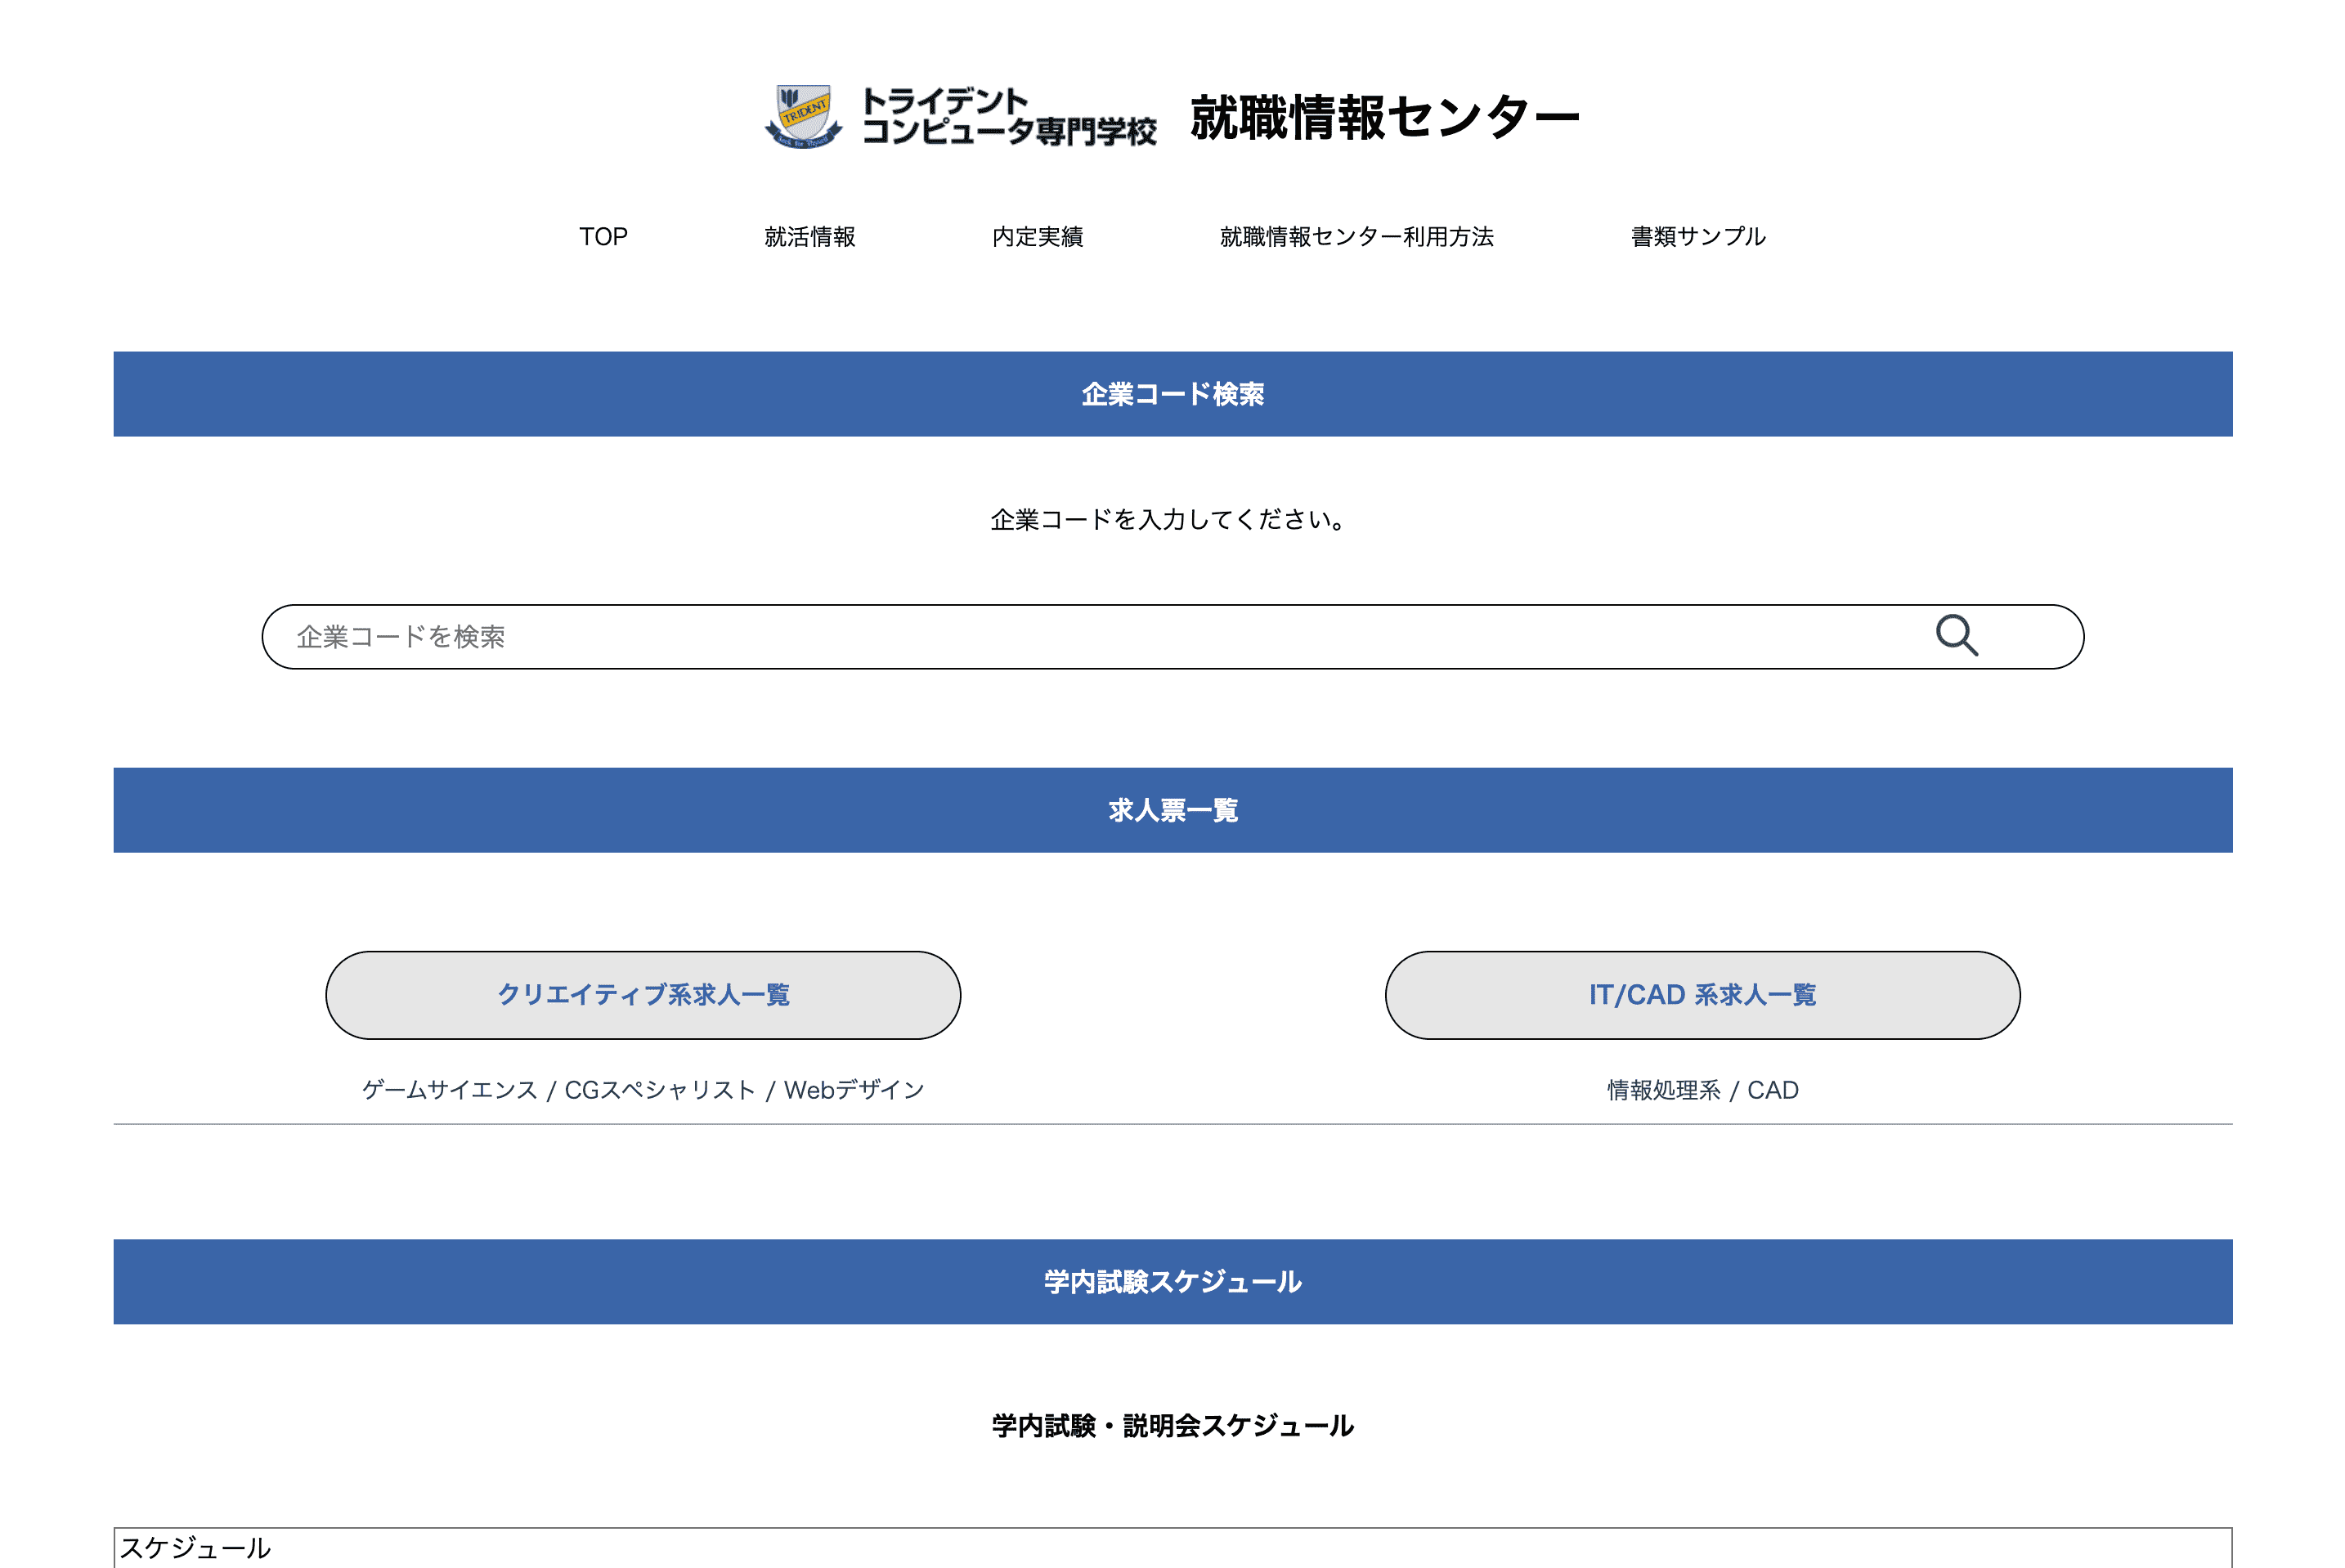 TRIDENT
トライデント
コンピュータ専門学校
就職情報センター
TOP
就活情報
内定実績
就職情報センター利用方法
書類サンプル
企業コード検索
企業コードを入力してください。
企業コードを検索
求人票一覧
クリエイティブ系求人一覧
IT/CAD 系求人一覧
ゲームサイエンス / CGスペシャリスト / Webデザイン
情報処理系 / CAD
学内試験スケジュール
学内試験・説明会スケジュール
スケジュール